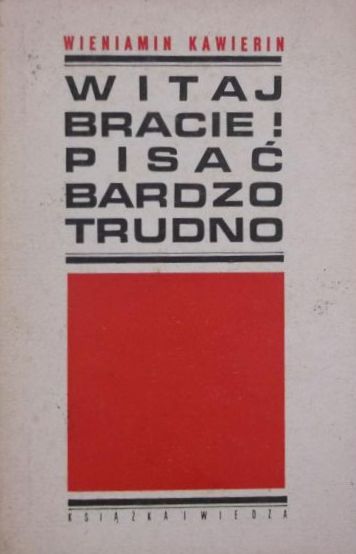 WIENIAMIN KAWIERIN
WITAJ
BRACIE!
PISAĆ
BARDZO
TRUDNO
KSIĄŻKA I WIEDZA